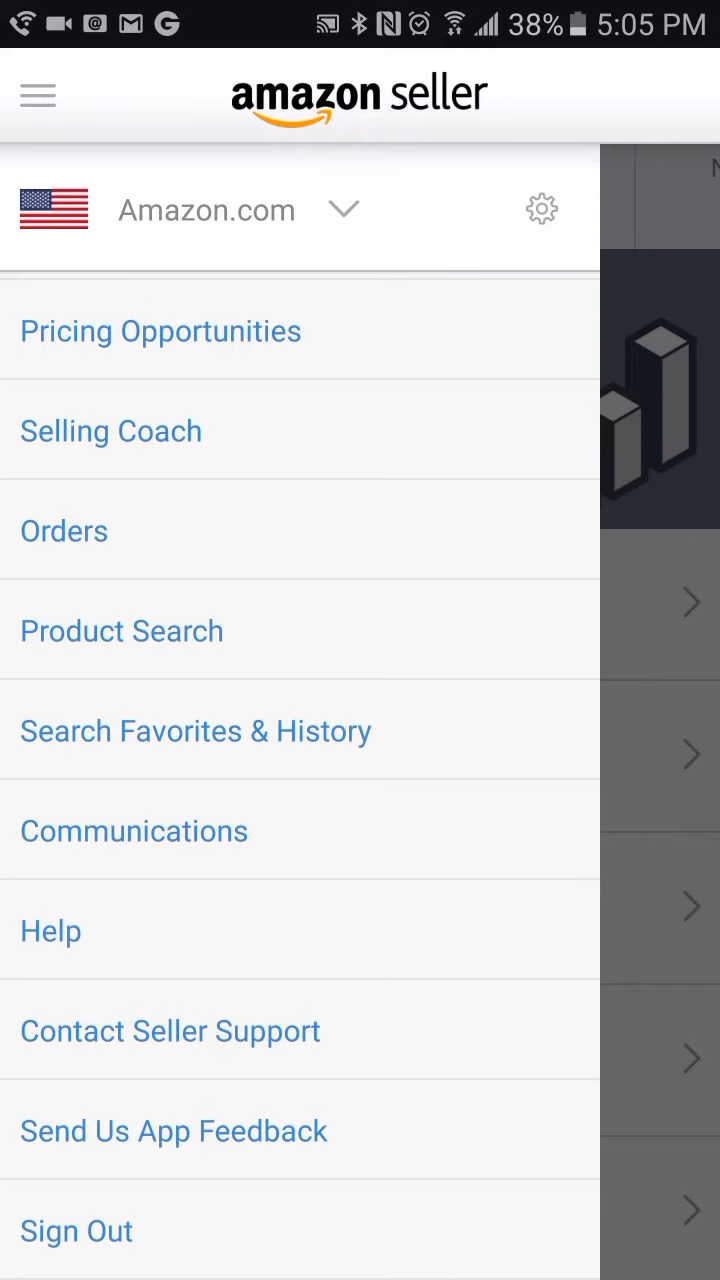 38% 5:05 PM
amazon seller
Amazon.com
N
Pricing Opportunities
Selling Coach
Orders
Product Search
Search Favorites & History
Communications
Help
Contact Seller Support
Send Us App Feedback
Sign Out